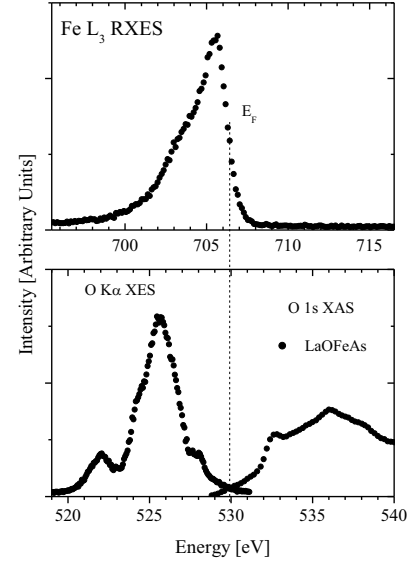 Fe L3 RXES
EF
700 705 710 715
Intensity [Arbitrary Units]
O Kα XES
O 1s XAS
LaOFeAs
520 525 530 535 540
Energy [eV]